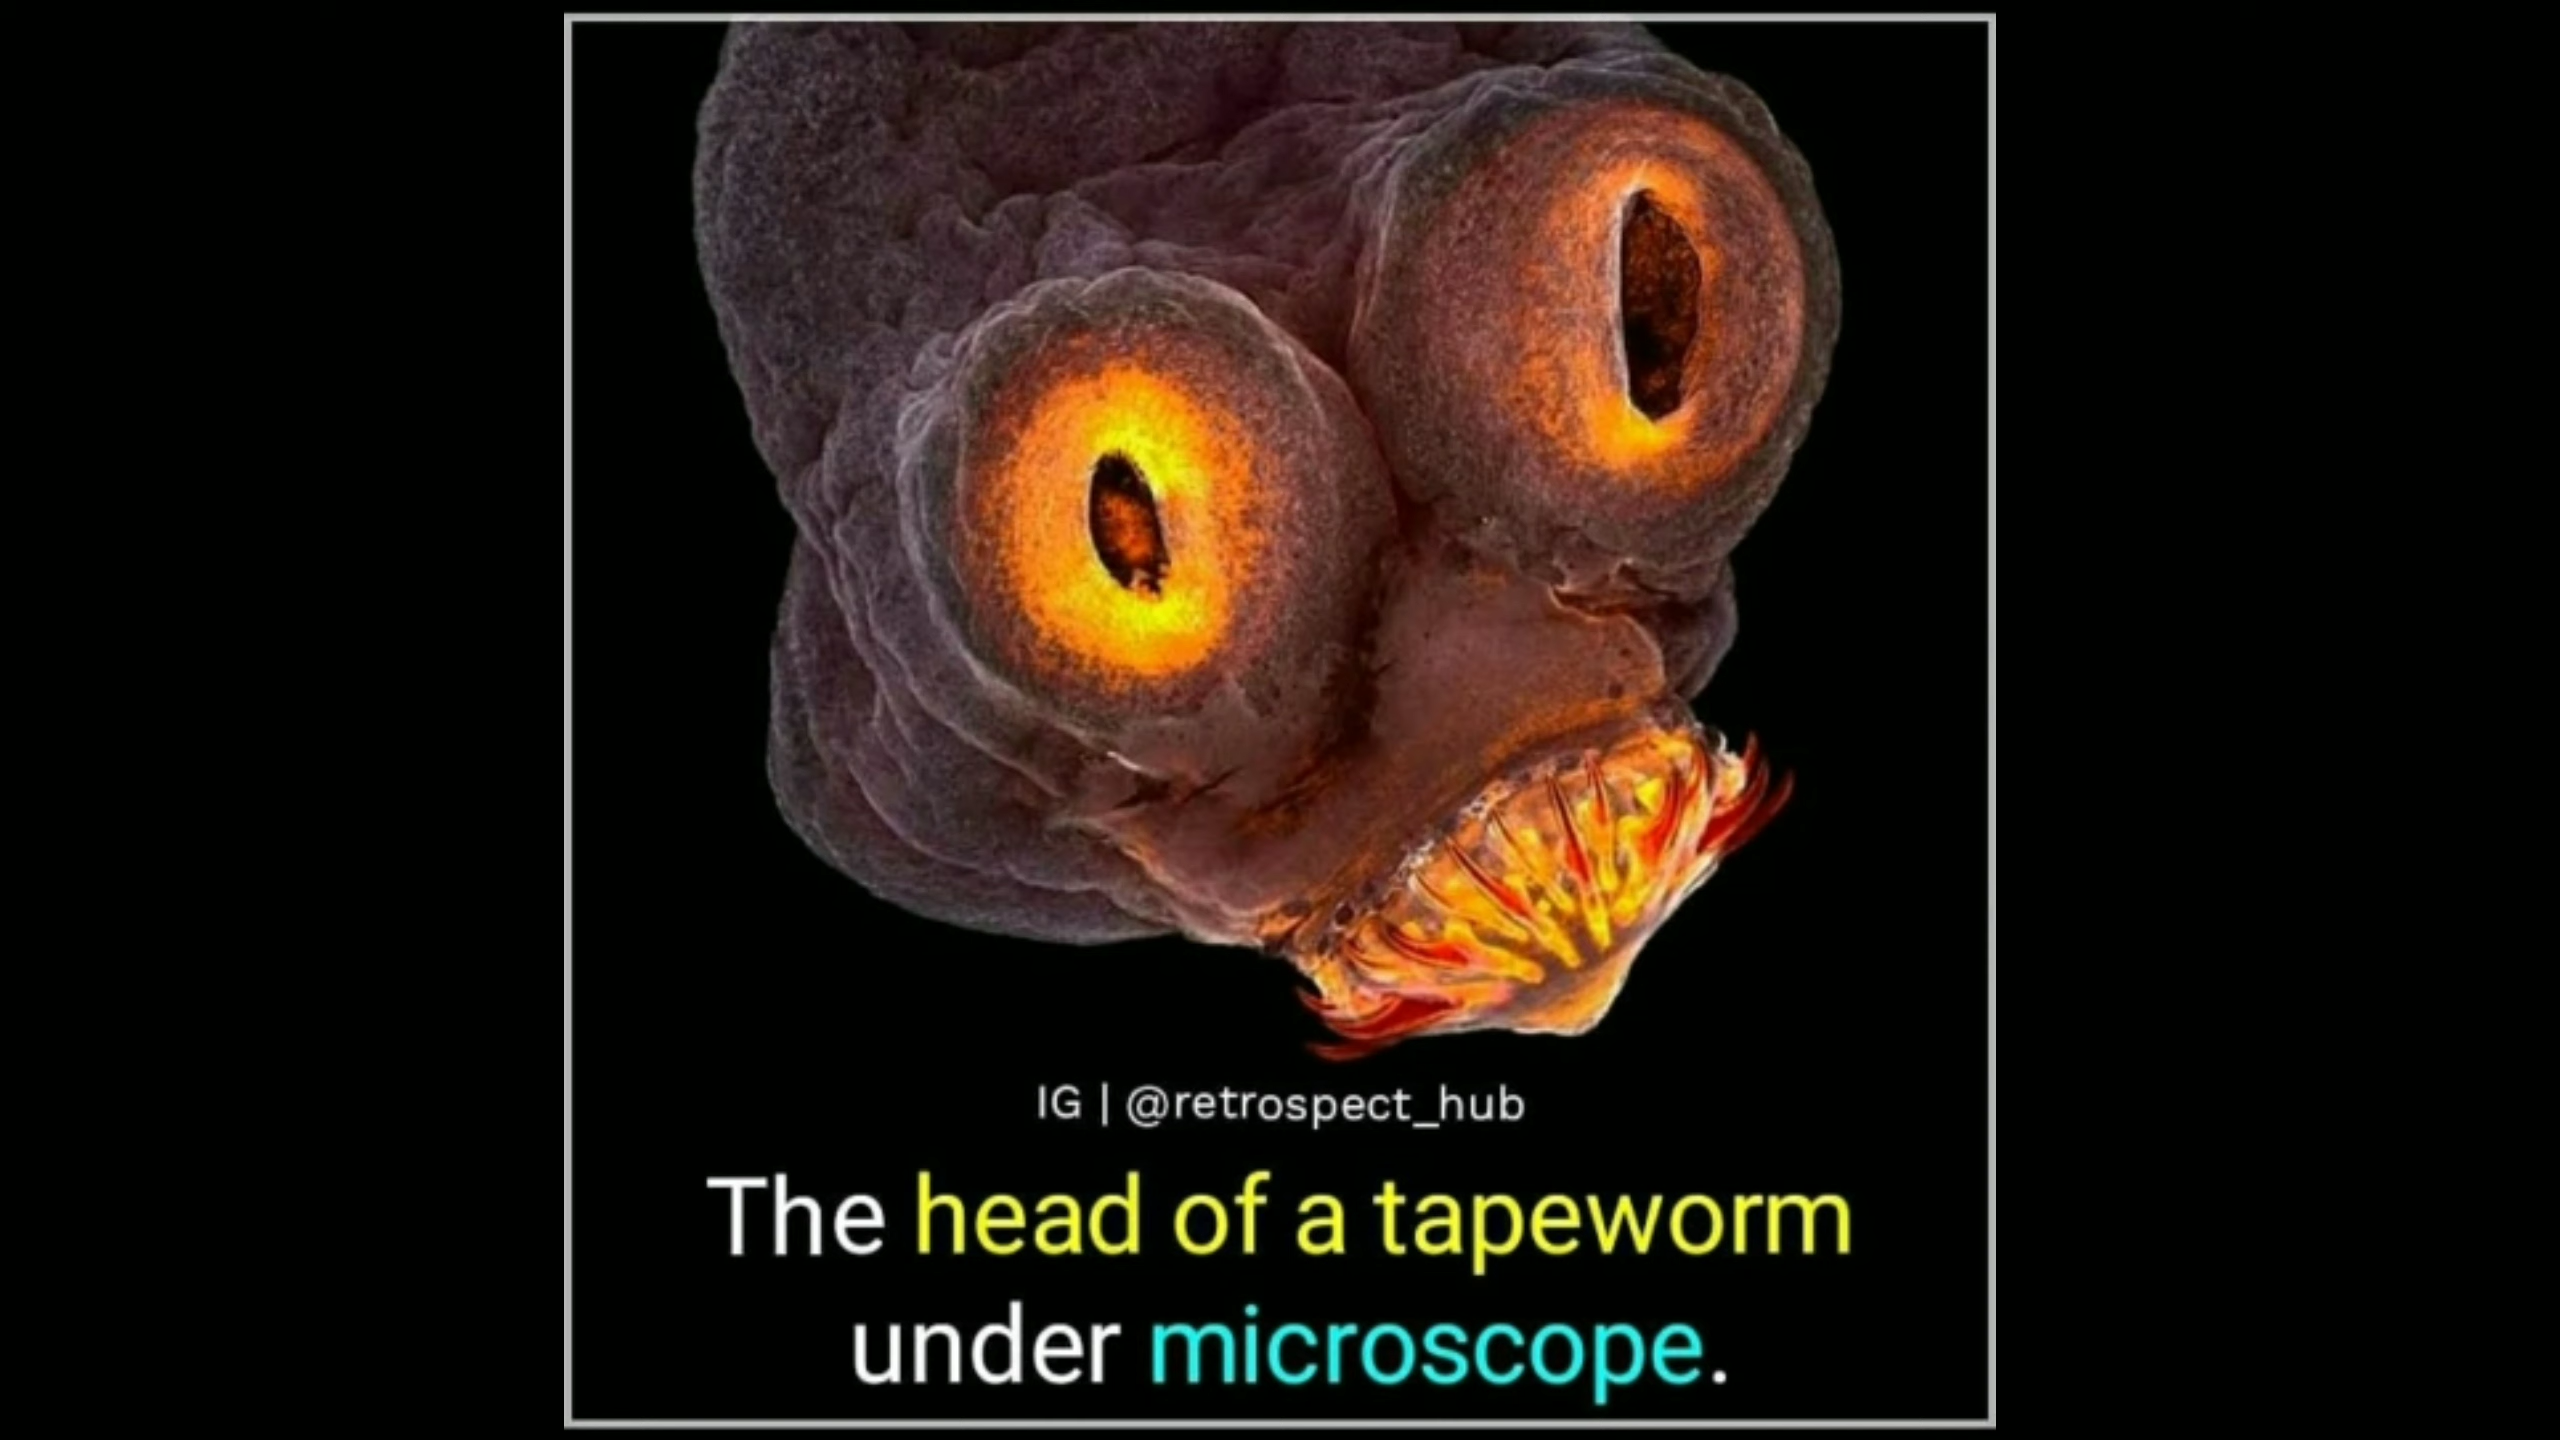 IG | @retrospect_hub
The head of a tapeworm
under microscope.